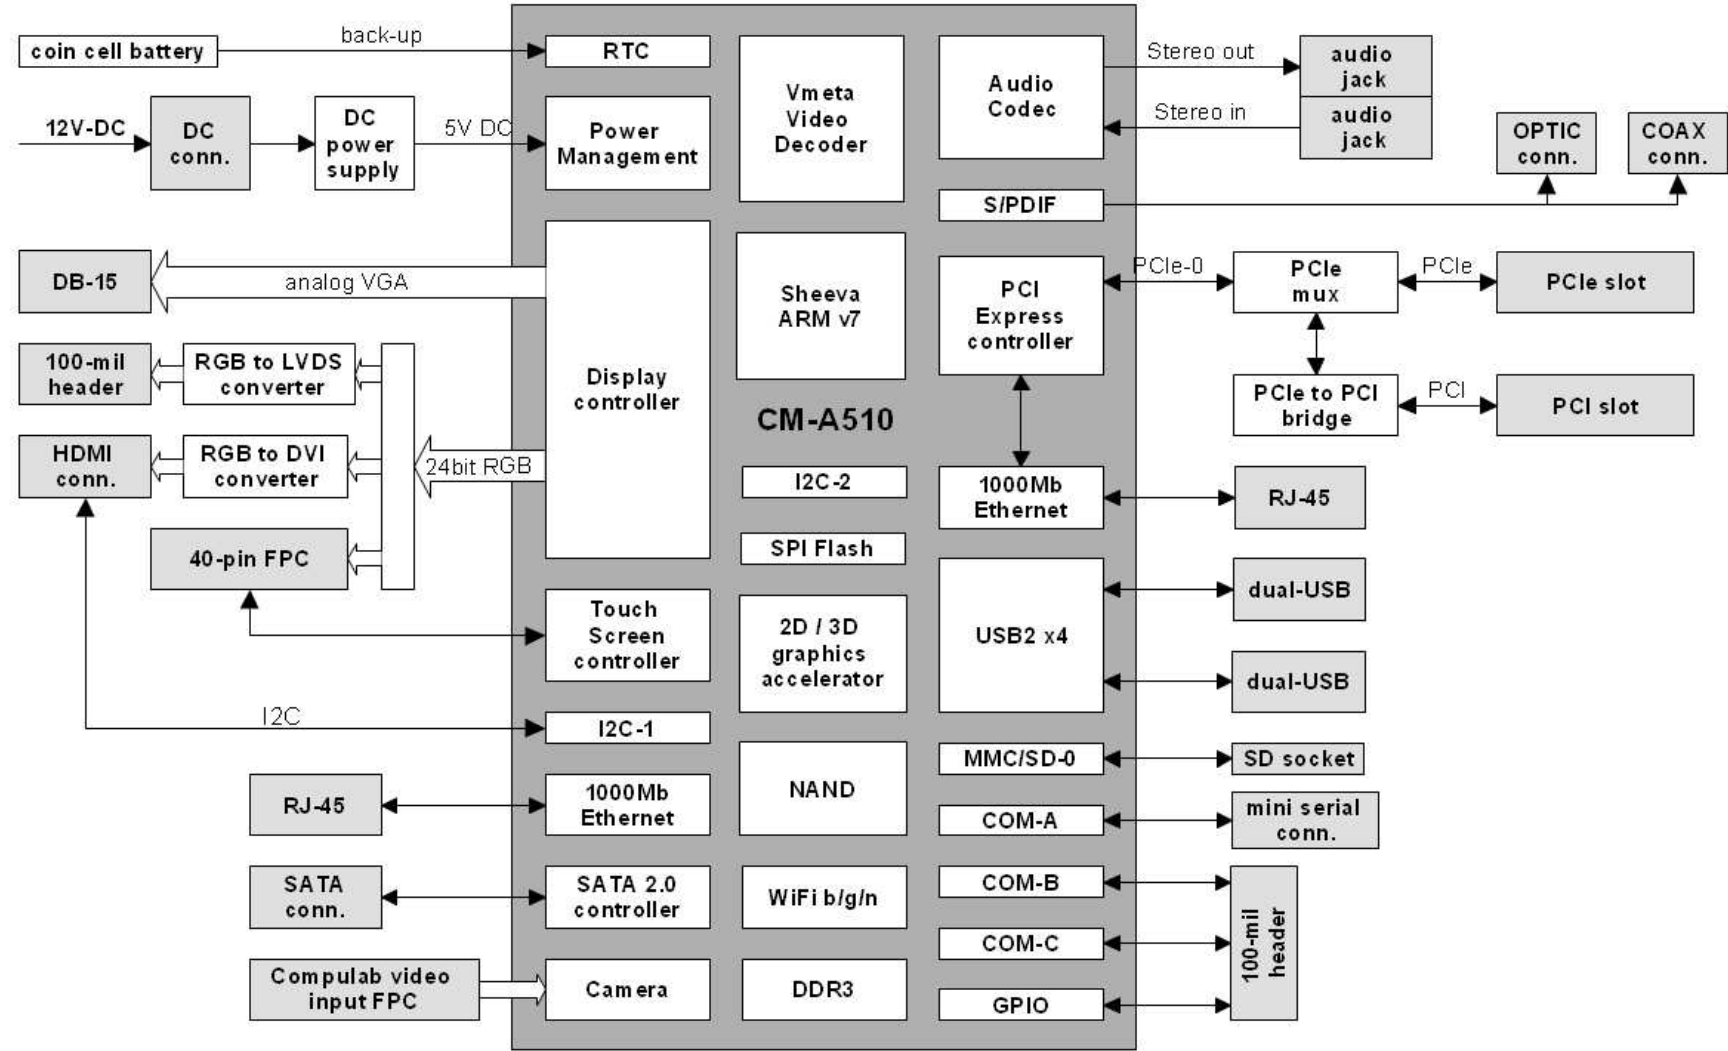 coin cell battery
back-up
RTC
12V-DC
DC
conn.
DC
power
supply
5V DC
Power
Management
DB-15
analog VGA
100-mil
header
RGB to LVDS
converter
HDMI
conn.
RGB to DVI
converter
24bit RGB
40-pin FPC
Display
controller
Touch
Screen
controller
I2C
I2C-1
RJ-45
1000Mb
Ethernet
SATA
conn.
SATA 2.0
controller
Compulab video
input FPC
Camera
Vmeta
Video
Decoder
Sheeva
ARM v7
CM-A510
I2C-2
SPI Flash
2D / 3D
graphics
accelerator
NAND
WiFi b/g/n
DDR3
Audio
Codec
Stereo out
audio
jack
Stereo in
audio
jack
S/PDIF
OPTIC
conn.
COAX
conn.
PCI
Express
controller
PCIe-0
PCIe
mux
PCIe
PCIe slot
PCIe to PCI
bridge
PCI
PCI slot
1000Mb
Ethernet
RJ-45
USB2 x4
dual-USB
dual-USB
MMC/SD-0
SD socket
COM-A
mini serial
conn.
COM-B
COM-C
GPIO
100-mil
header